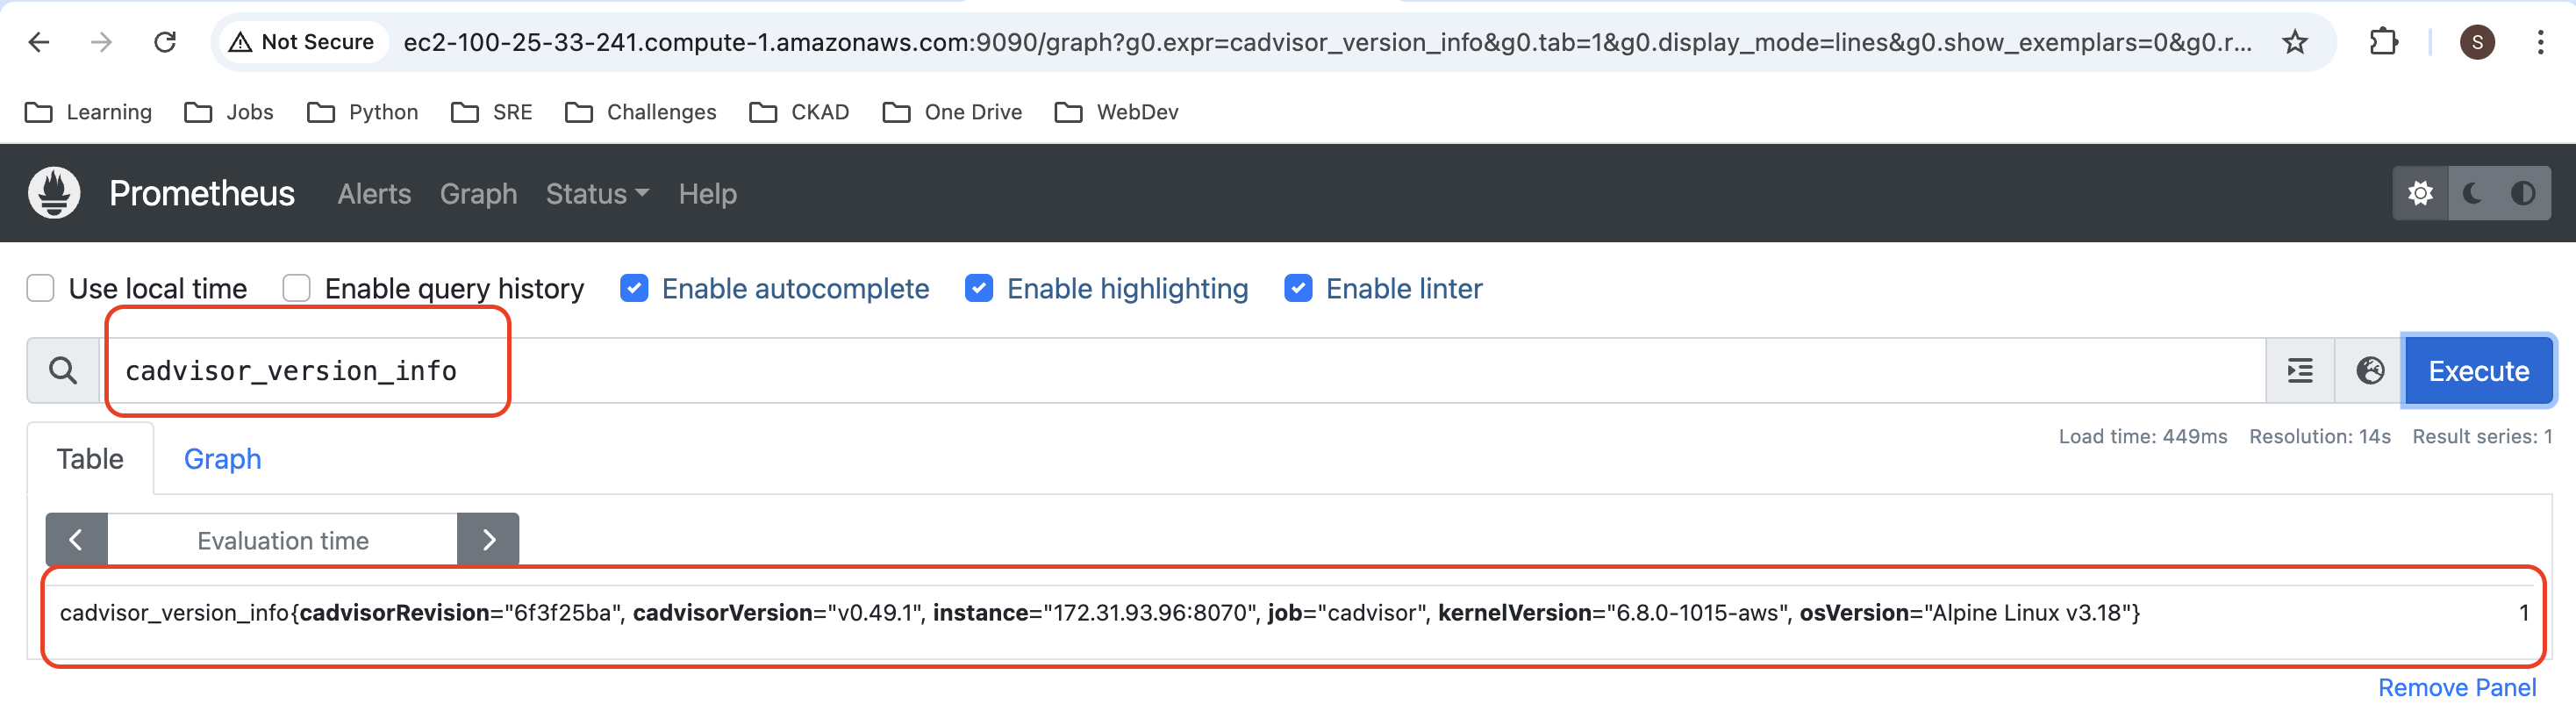 Not Secure ec2-100-25-33-241.compute-1.amazonaws.com:9090/graph?g0.expr=cadvisor_version_info&g0.tab=1&g0.display_mode=lines&g0.show_exemplars=0&g0.r... S
Learning Jobs Python SRE Challenges CKAD One Drive WebDev
Prometheus Alerts Graph Status Help
Use local time Enable query history Enable autocomplete Enable highlighting Enable linter
cadvisor_version_info Execute
Load time: 449ms Resolution: 14s Result series: 1
Table Graph
Evaluation time
cadvisor_version_info{cadvisorRevision="6f3f25ba", cadvisorVersion="v0.49.1", instance="172.31.93.96:8070", job="cadvisor", kernelVersion="6.8.0-1015-aws", osVersion="Alpine Linux v3.18"} 1
Remove Panel